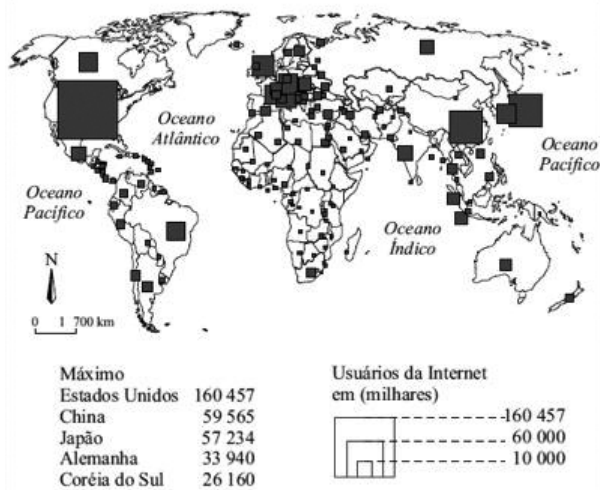 Oceano
Atlântico
Oceano
Pacífico
Oceano
Pacífico
Oceano
Índico
N
0 1 700 km
Máximo
Estados Unidos 160 457
China 59 565
Japão 57 234
Alemanha 33 940
Coréia do Sul 26 160
Usuários da Internet
em (milhares)
160 457
60 000
10 000